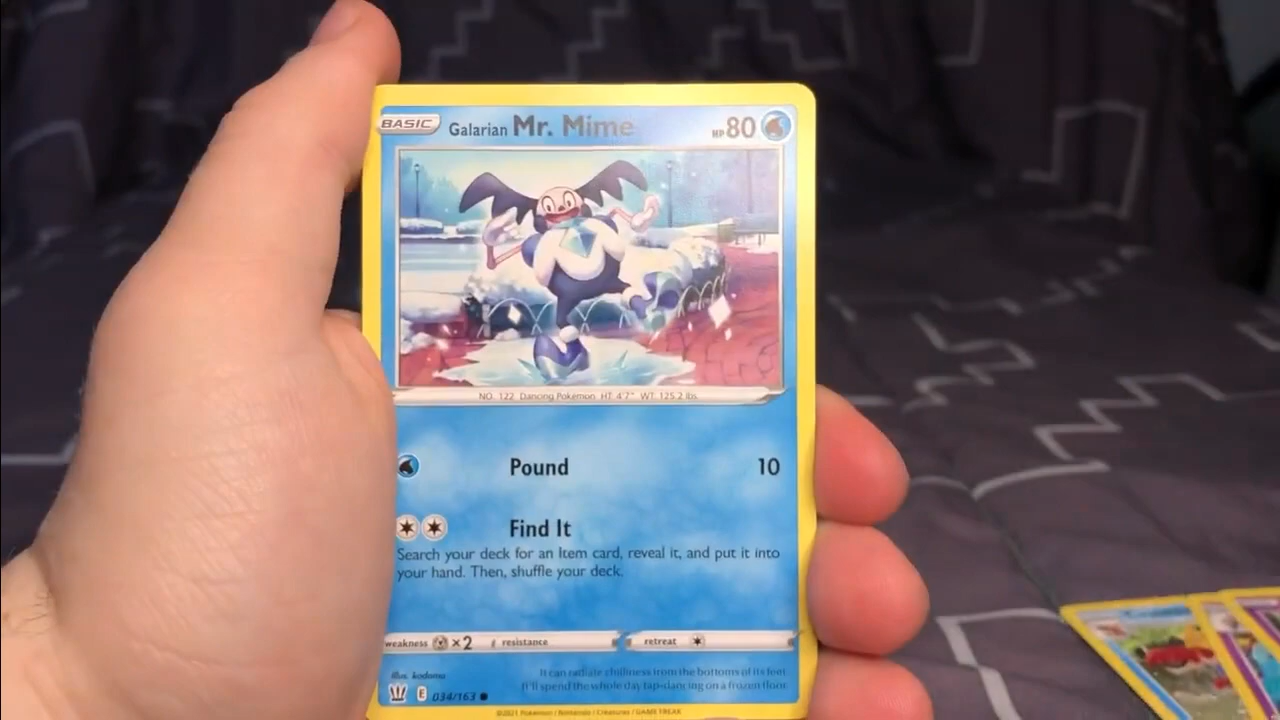 BASIC Galarian Mr. Mime HP 80
NO. 122 Dancing Pokémon HT: 4'7" WT: 125.2 lbs.
Pound 10
Find It
Search your deck for an Item card, reveal it, and put it into
your hand. Then, shuffle your deck.
weakness ×2 resistance retreat
Illus. kodama
It can radiate chilliness from the bottoms of its feet.
It'll spend the whole day tap-dancing on a frozen floor.
E 034/163
©2021 Pokémon / Nintendo / Creatures / GAME FREAK